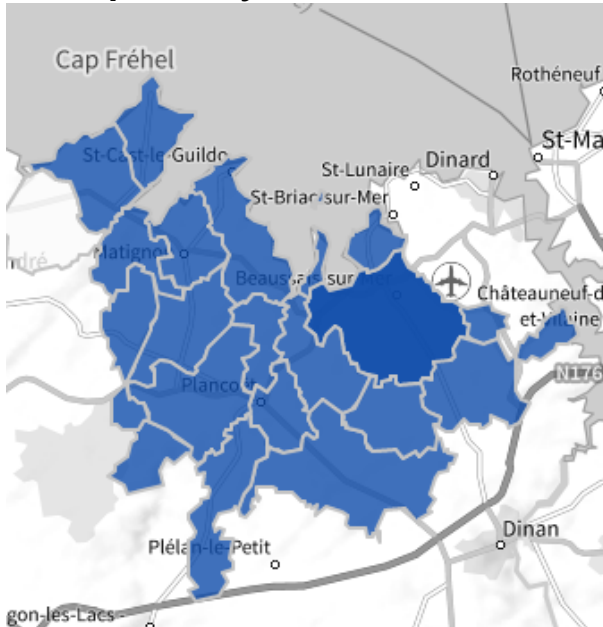 Cap Fréhel
Rothéneuf
St-Ma
St-Cast-le-Guildo
St-Lunaire
Dinard
St-Briac-sur-Mer
Matignon
Beaussais-sur-Mer
Châteauneuf-d
et-Vilaine
N176
Plancoët
Dinan
Plélan-le-Petit
gon-les-Lacs